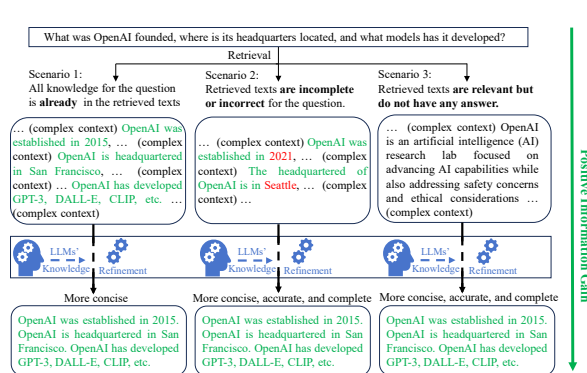 What was OpenAI founded, where is its headquarters located, and what models has it developed?
Retrieval
Scenario 1:
All knowledge for the question
is already in the retrieved texts
Scenario 2:
Retrieved texts are incomplete
or incorrect for the question.
Scenario 3:
Retrieved texts are relevant but
do not have any answer.
... (complex context) OpenAI was
established in 2015, ... (complex
context) OpenAI is headquartered
in San Francisco, ... (complex
context) ... OpenAI has developed
GPT-3, DALL-E, CLIP, etc. ...
(complex context)
... (complex context) OpenAI was
established in 2021, ... (complex
context) The headquartered of
OpenAI is in Seattle, ... (complex
context) ...
... (complex context) OpenAI
is an artificial intelligence (AI)
research lab focused on
advancing AI capabilities while
also addressing safety concerns
and ethical considerations ...
(complex context)
LLMs'
Knowledge Refinement
LLMs'
Knowledge Refinement
LLMs'
Knowledge Refinement
More concise
More concise, accurate, and complete
More concise, accurate, and complete
OpenAI was established in 2015.
OpenAI is headquartered in San
Francisco. OpenAI has developed
GPT-3, DALL-E, CLIP, etc.
OpenAI was established in 2015.
OpenAI is headquartered in San
Francisco. OpenAI has developed
GPT-3, DALL-E, CLIP, etc.
OpenAI was established in 2015.
OpenAI is headquartered in San
Francisco. OpenAI has developed
GPT-3, DALL-E, CLIP, etc.
Positive Information Gain